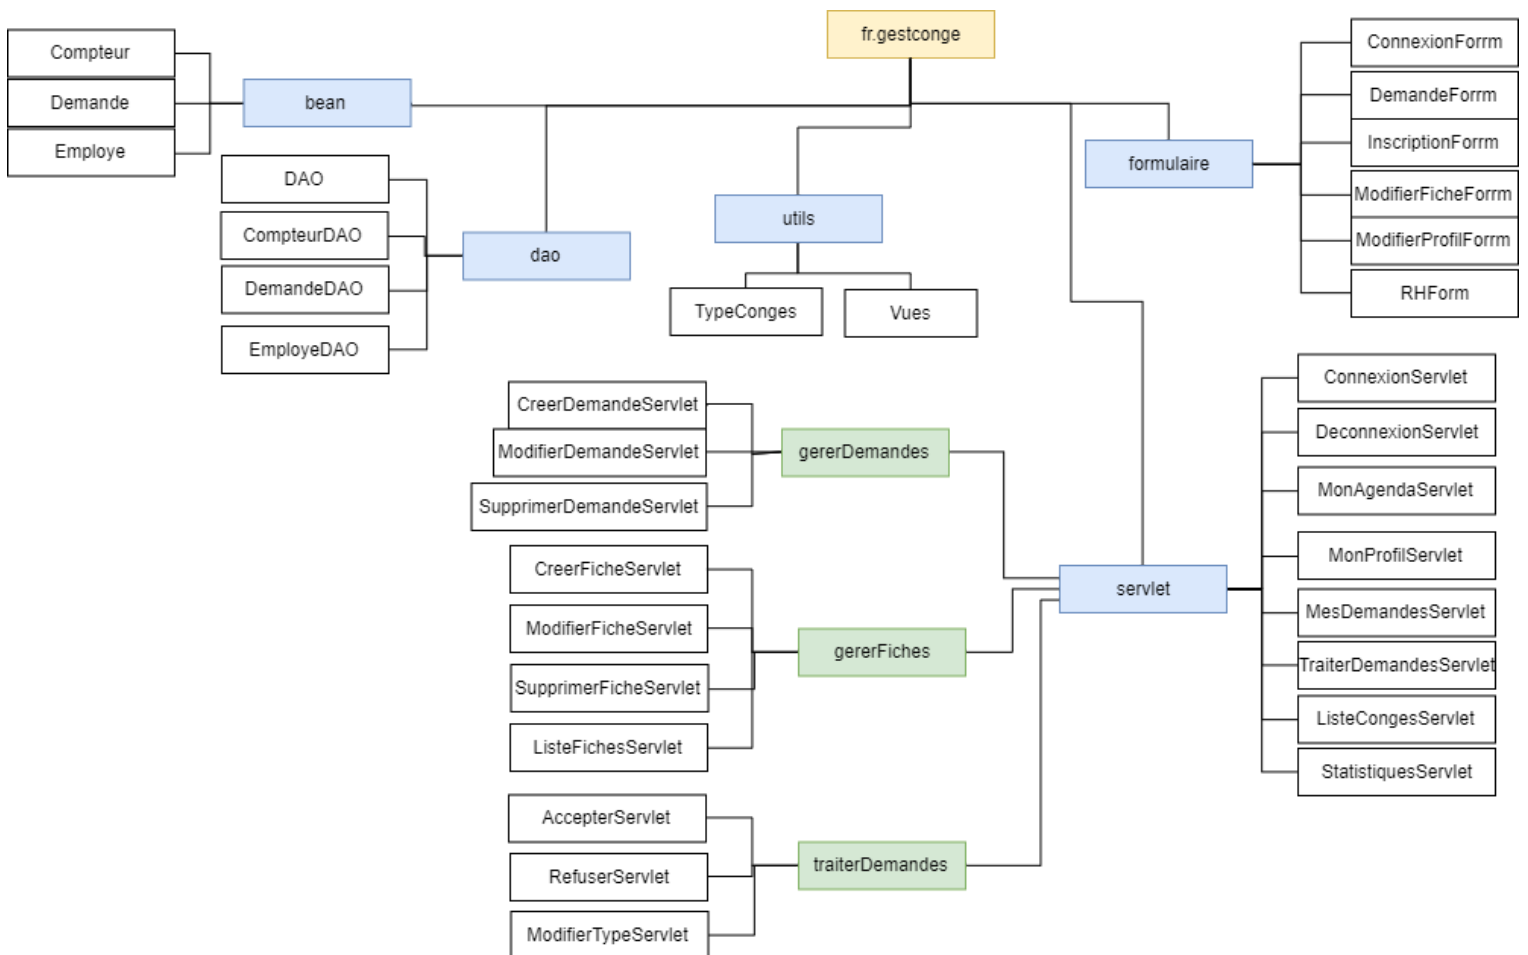 fr.gestconge
Compteur
Demande
Employe
bean
DAO
CompteurDAO
DemandeDAO
EmployeDAO
dao
utils
TypeConges
Vues
formulaire
ConnexionForrm
DemandeForrm
InscriptionForrm
ModifierFicheForrm
ModifierProfilForrm
RHForm
CreerDemandeServlet
ModifierDemandeServlet
SupprimerDemandeServlet
gererDemandes
CreerFicheServlet
ModifierFicheServlet
SupprimerFicheServlet
ListeFichesServlet
gererFiches
AccepterServlet
RefuserServlet
ModifierTypeServlet
traiterDemandes
servlet
ConnexionServlet
DeconnexionServlet
MonAgendaServlet
MonProfilServlet
MesDemandesServlet
TraiterDemandesServlet
ListeCongesServlet
StatistiquesServlet